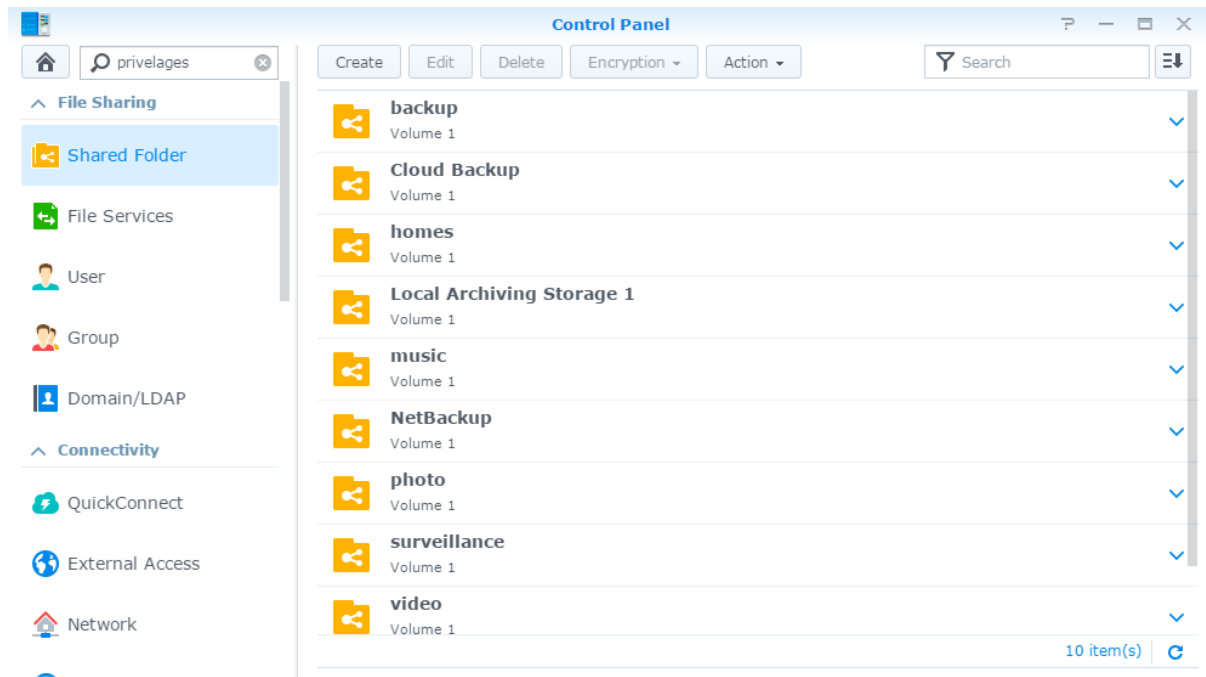 Control Panel
privelages
Create
Edit
Delete
Encryption
Action
Search
File Sharing
Shared Folder
File Services
User
Group
Domain/LDAP
Connectivity
QuickConnect
External Access
Network
backup
Volume 1
Cloud Backup
Volume 1
homes
Volume 1
Local Archiving Storage 1
Volume 1
music
Volume 1
NetBackup
Volume 1
photo
Volume 1
surveillance
Volume 1
video
Volume 1
10 item(s)